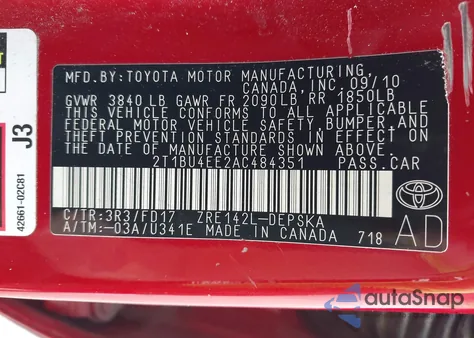 MFD.BY: TOYOTA MOTOR MANUFACTURING
CANADA, INC. 09/10
GVWR 3840 LB GAWR FR 2090LB, RR 1850LB
THIS VEHICLE CONFORMS TO ALL APPLICABLE
FEDERAL MOTOR VEHICLE SAFETY, BUMPER, AND
THEFT PREVENTION STANDARDS IN EFFECT ON
THE DATE OF MANUFACTURE SHOWN ABOVE.
2T1BU4EE2AC484351 PASS.CAR
C/TR:3R3/FD17 ZRE142L-DEPSKA
A/TM:-03A/U341E MADE IN CANADA 718
TOYOTA
AD
J3
42661-02C81
autoSnap